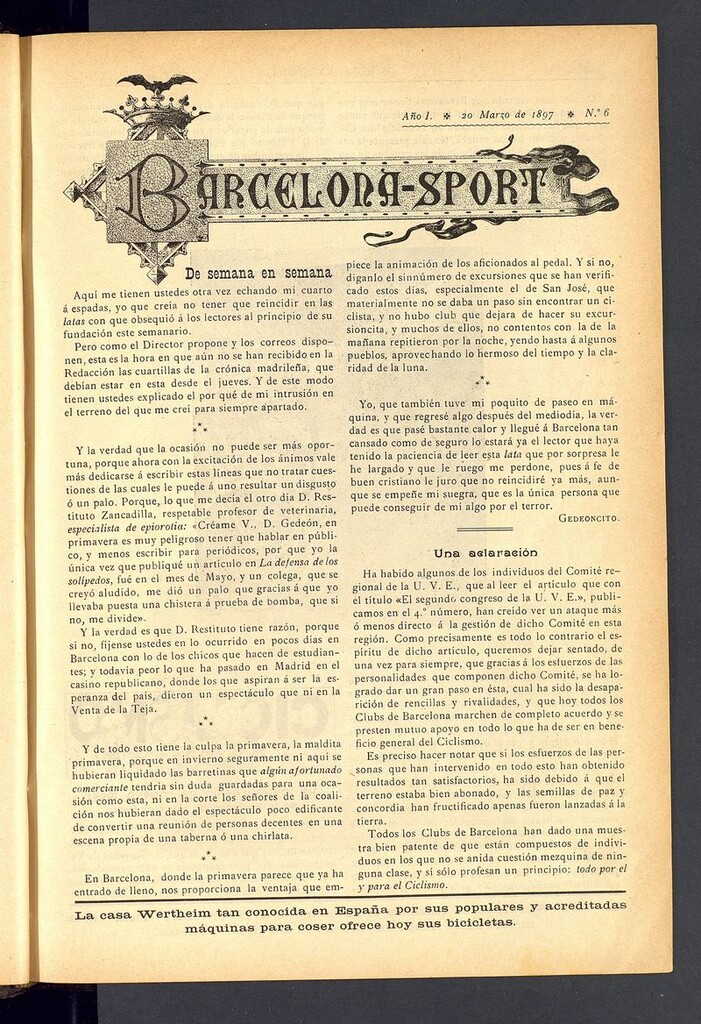 Año I. ✤ 20 Marzo de 1897 ✤ N.º 6
BARCELONA-SPORT
De semana en semana
Aquí me tienen ustedes otra vez echando mi cuarto
á espadas, yo que creía no tener que reincidir en las
latas con que obsequió á los lectores al principio de su
fundación este semanario.
Pero como el Director propone y los correos dispo-
nen, esta es la hora en que aún no se han recibido en la
Redacción las cuartillas de la crónica madrileña, que
debían estar en esta desde el jueves. Y de este modo
tienen ustedes explicado el por qué de mi intrusión en
el terreno del que me creí para siempre apartado.
⁂
Y la verdad que la ocasión no puede ser más opor-
tuna, porque ahora con la excitación de los ánimos vale
más dedicarse á escribir estas líneas que no tratar cues-
tiones de las cuales le puede á uno resultar un disgusto
ó un palo. Porque, lo que me decía el otro día D. Res-
tituto Zancadilla, respetable profesor de veterinaria,
especialista de epiorotia: «Créame V., D. Gedeón, en
primavera es muy peligroso tener que hablar en públi-
co, y menos escribir para periódicos, por que yo la
única vez que publiqué un artículo en La defensa de los
solípedos, fué en el mes de Mayo, y un colega, que se
creyó aludido, me dió un palo que gracias á que yo
llevaba puesta una chistera á prueba de bomba, que si
no, me divide».
Y la verdad es que D. Restituto tiene razón, porque
si no, fíjense ustedes en lo ocurrido en pocos días en
Barcelona con lo de los chicos que hacen de estudian-
tes; y todavía peor lo que ha pasado en Madrid en el
casino republicano, donde los que aspiran á ser la es-
peranza del país, dieron un espectáculo que ni en la
Venta de la Teja.
⁂
Y de todo esto tiene la culpa la primavera, la maldita
primavera, porque en invierno seguramente ni aquí se
hubieran liquidado las barretinas que algún afortunado
comerciante tendría sin duda guardadas para una oca-
sión como esta, ni en la corte los señores de la coali-
ción nos hubieran dado el espectáculo poco edificante
de convertir una reunión de personas decentes en una
escena propia de una taberna ó una chirlata.
⁂
En Barcelona, donde la primavera parece que ya ha
entrado de lleno, nos proporciona la ventaja que em-
piece la animación de los aficionados al pedal. Y si no,
díganlo el sinnúmero de excursiones que se han verifi-
cado estos días, especialmente el de San José, que
materialmente no se daba un paso sin encontrar un ci-
clista, y no hubo club que dejara de hacer su excur-
sioncita, y muchos de ellos, no contentos con la de la
mañana repitieron por la noche, yendo hasta á algunos
pueblos, aprovechando lo hermoso del tiempo y la cla-
ridad de la luna.
⁂
Yo, que también tuve mi poquito de paseo en má-
quina, y que regresé algo después del mediodía, la ver-
dad es que pasé bastante calor y llegué á Barcelona tan
cansado como de seguro lo estará ya el lector que haya
tenido la paciencia de leer esta lata que por sorpresa le
he largado y que le ruego me perdone, pues á fe de
buen cristiano le juro que no reincidiré ya más, aun-
que se empeñe mi suegra, que es la única persona que
puede conseguir de mi algo por el terror.
GEDEONCITO.
Una aclaración
Ha habido algunos de los individuos del Comité re-
gional de la U. V. E., que al leer el artículo que con
el título «El segundo congreso de la U. V. E.», publi-
camos en el 4.º número, han creído ver un ataque más
ó menos directo á la gestión de dicho Comité en esta
región. Como precisamente es todo lo contrario el es-
píritu de dicho artículo, queremos dejar sentado, de
una vez para siempre, que gracias á los esfuerzos de las
personalidades que componen dicho Comité, se ha lo-
grado dar un gran paso en ésta, cual ha sido la desapa-
rición de rencillas y rivalidades, y que hoy todos los
Clubs de Barcelona marchen de completo acuerdo y se
presten mutuo apoyo en todo lo que ha de ser en bene-
ficio general del Ciclismo.
Es preciso hacer notar que si los esfuerzos de las per-
sonas que han intervenido en todo esto han obtenido
resultados tan satisfactorios, ha sido debido á que el
terreno estaba bien abonado, y las semillas de paz y
concordia han fructificado apenas fueron lanzadas á la
tierra.
Todos los Clubs de Barcelona han dado una mues-
tra bien patente de que están compuestos de indivi-
duos en los que no se anida cuestión mezquina de nin-
guna clase, y sí sólo profesan un principio: todo por el
y para el Ciclismo.
La casa Wertheim tan conocida en España por sus populares y acreditadas
máquinas para coser ofrece hoy sus bicicletas.